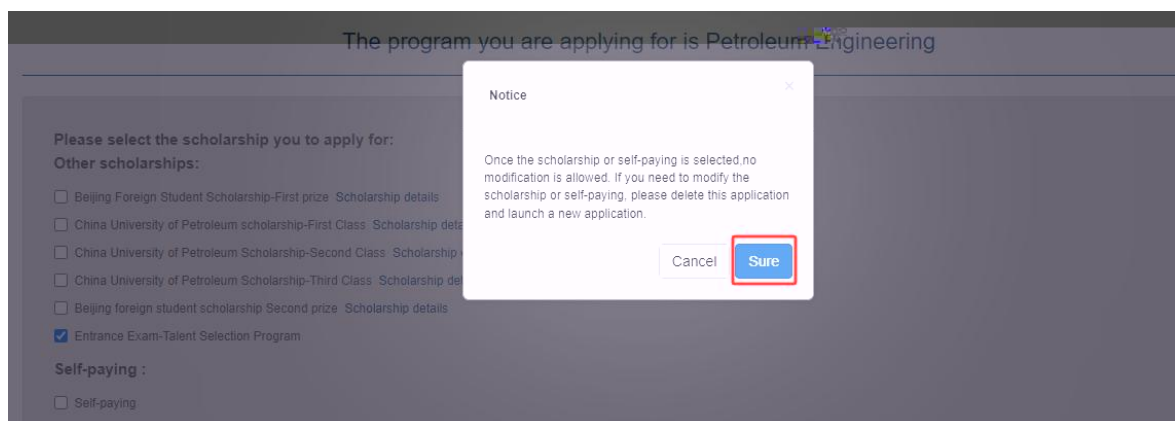 The program you are applying for is Petroleum Engineering
Notice
×
Please select the scholarship you to apply for:
Other scholarships:
Once the scholarship or self-paying is selected,no
modification is allowed. If you need to modify the
scholarship or self-paying, please delete this application
and launch a new application.
Beijing Foreign Student Scholarship-First prize Scholarship details
China University of Petroleum scholarship-First Class Scholarship deta
China University of Petroleum Scholarship-Second Class Scholarship
China University of Petroleum Scholarship-Third Class Scholarship det
Cancel Sure
Beijing foreign student scholarship Second prize Scholarship details
Entrance Exam-Talent Selection Program
Self-paying :
Self-paying